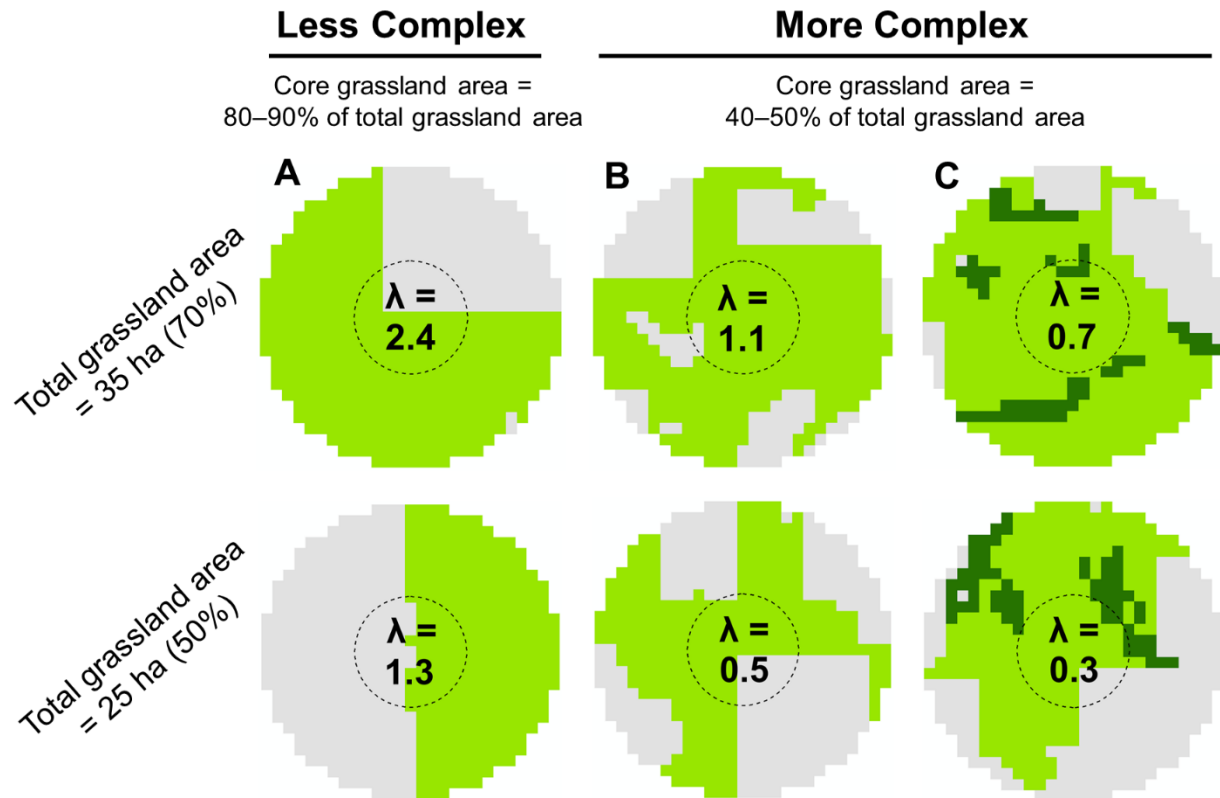 Less Complex
More Complex
Core grassland area =
80–90% of total grassland area
Core grassland area =
40–50% of total grassland area
A
B
C
Total grassland area
= 35 ha (70%)
λ =
2.4
λ =
1.1
λ =
0.7
Total grassland area
= 25 ha (50%)
λ =
1.3
λ =
0.5
λ =
0.3